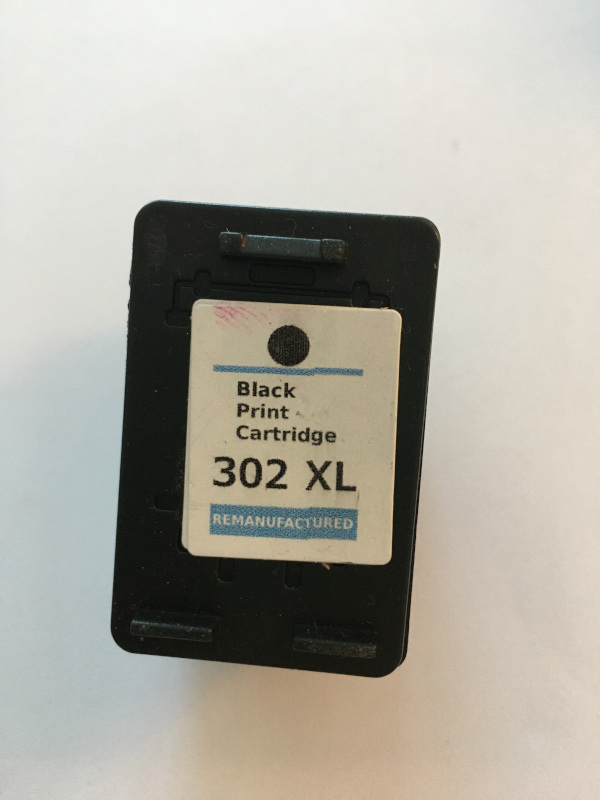 Black
Print
Cartridge
302 XL
REMANUFACTURED